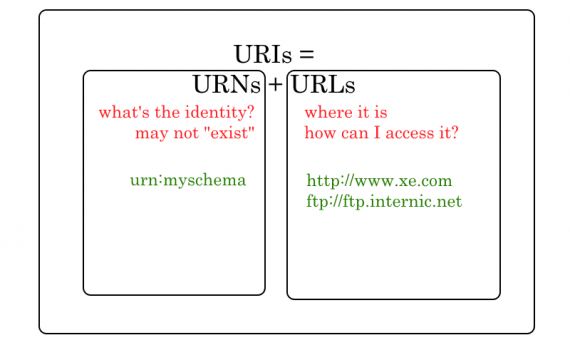 URIs =
URNs + URLs
what's the identity?
may not "exist"
urn:myschema
where it is
how can I access it?
http://www.xe.com
ftp://ftp.internic.net